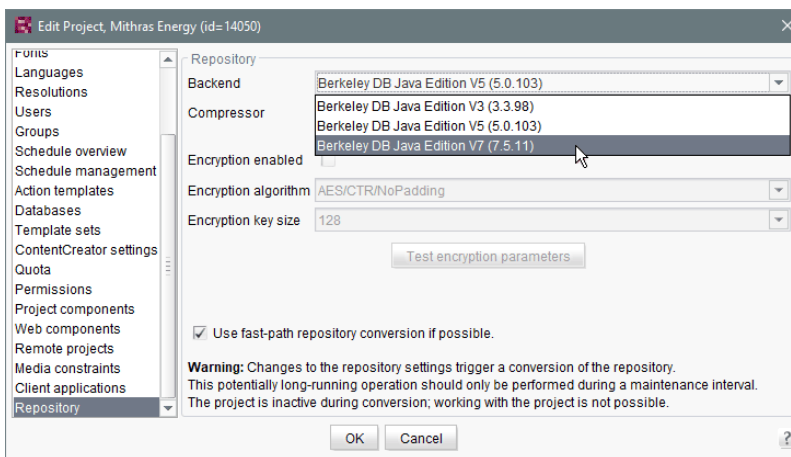 Edit Project, Mithras Energy (id=14050)
Fonts
Languages
Resolutions
Users
Groups
Schedule overview
Schedule management
Action templates
Databases
Template sets
ContentCreator settings
Quota
Permissions
Project components
Web components
Remote projects
Media constraints
Client applications
Repository
Repository
Backend
Berkeley DB Java Edition V5 (5.0.103)
Berkeley DB Java Edition V3 (3.3.98)
Compressor
Berkeley DB Java Edition V5 (5.0.103)
Berkeley DB Java Edition V7 (7.5.11)
Encryption enabled
Encryption algorithm AES/CTR/NoPadding
Encryption key size 128
Test encryption parameters
Use fast-path repository conversion if possible.
Warning: Changes to the repository settings trigger a conversion of the repository.
This potentially long-running operation should only be performed during a maintenance interval.
The project is inactive during conversion; working with the project is not possible.
OK Cancel
?